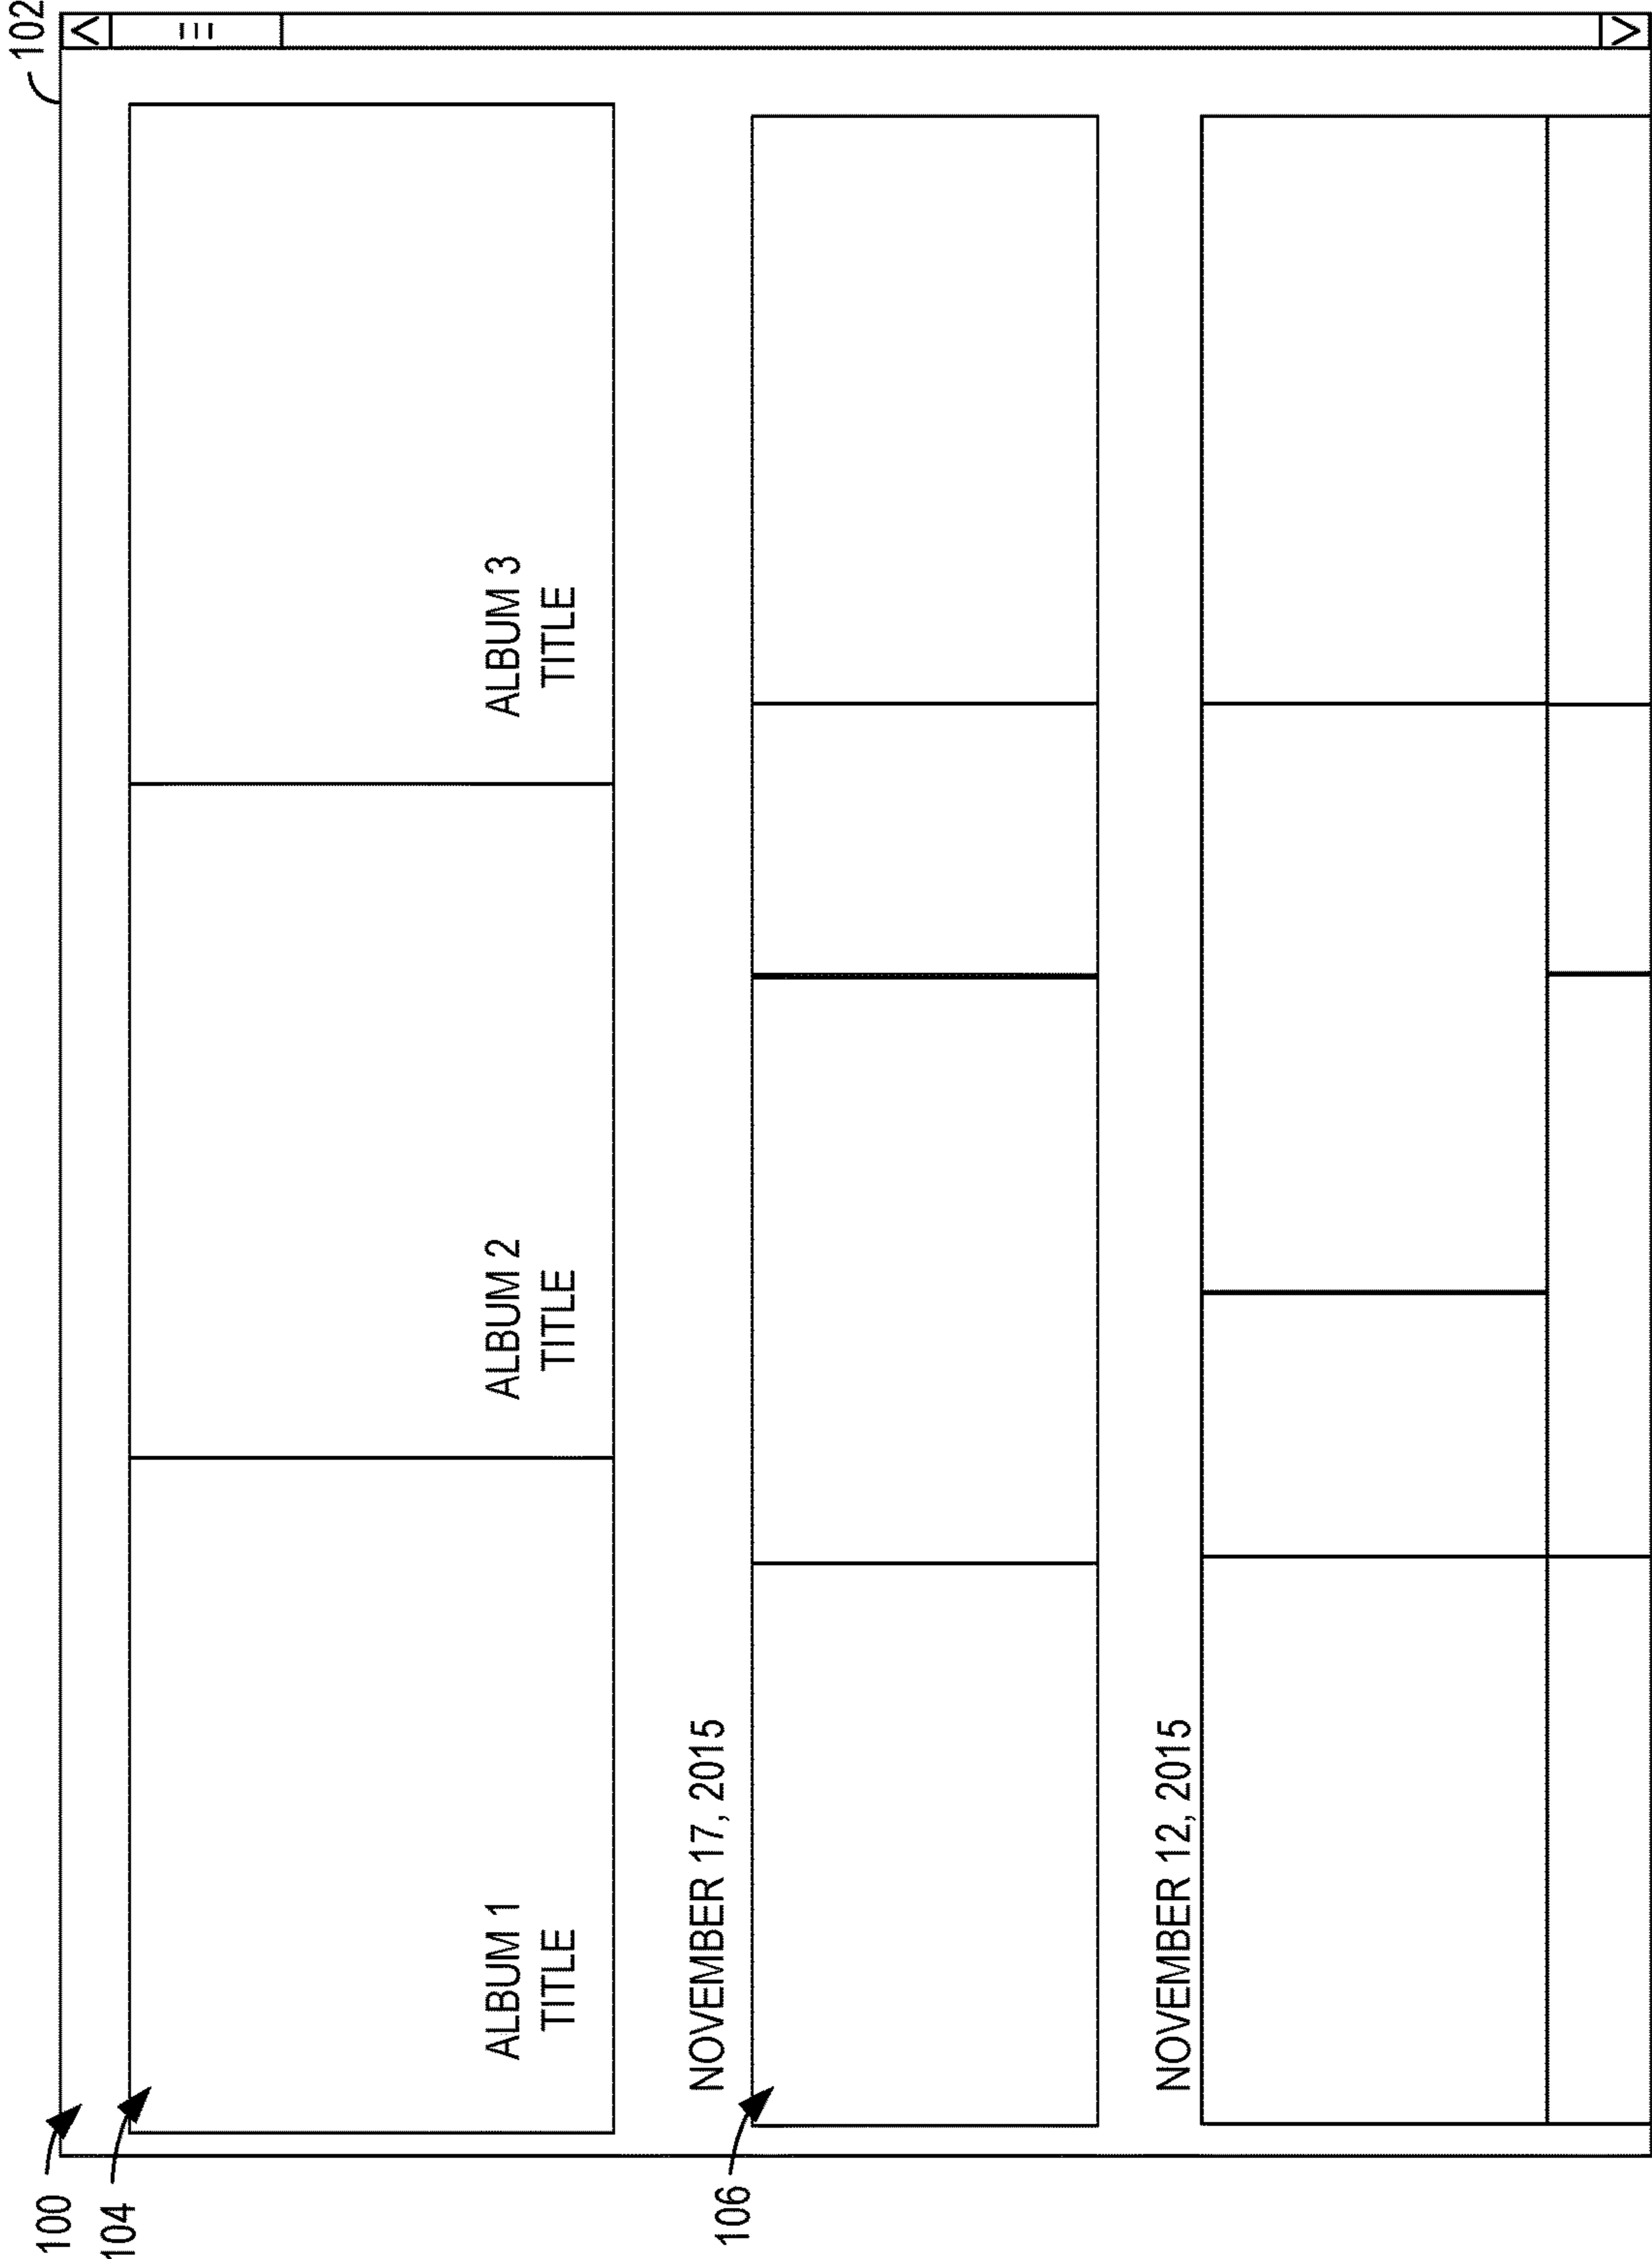 102
100
104
ALBUM 1
TITLE
ALBUM 2
TITLE
ALBUM 3
TITLE
NOVEMBER 17, 2015
106
NOVEMBER 12, 2015